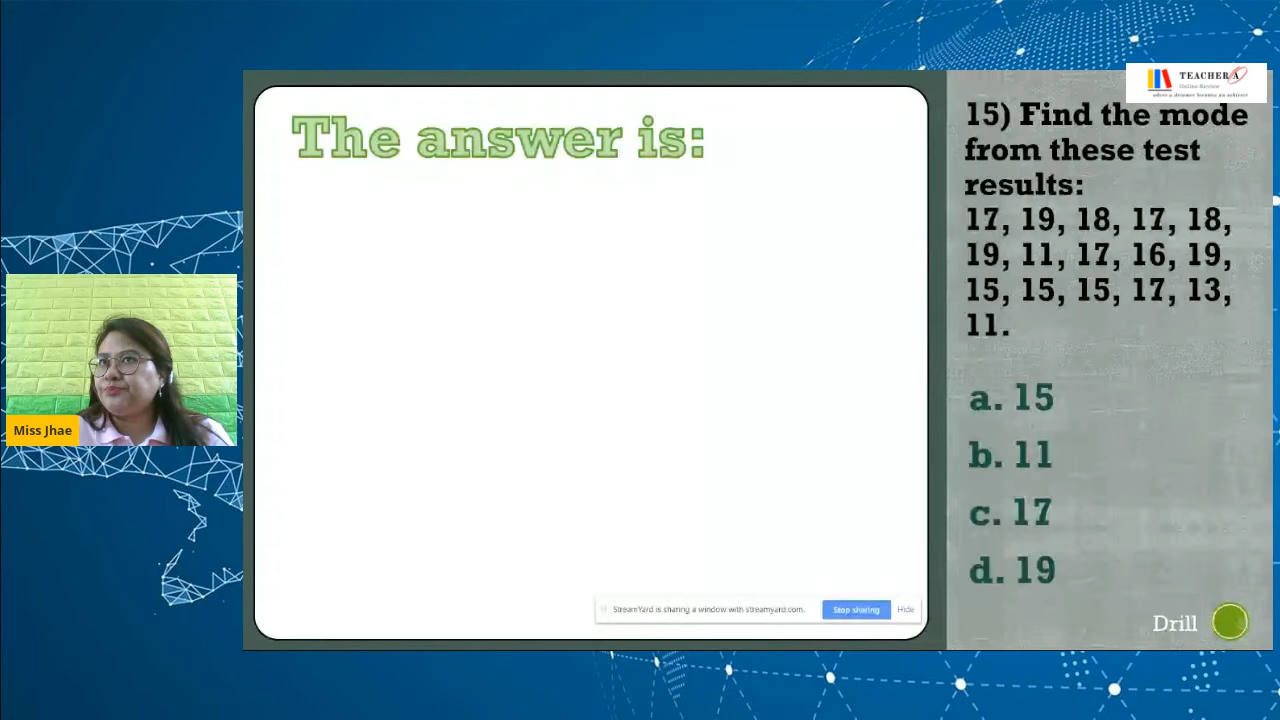 TEACHER A
Online Review
The answer is:
15) Find the mode
from these test
results:
17, 19, 18, 17, 18,
19, 11, 17, 16, 19,
15, 15, 15, 17, 13,
11.
a. 15
b. 11
c. 17
d. 19
Miss Jhae
StreamYard is sharing a window with streamyard.com.
Stop sharing
Hide
Drill